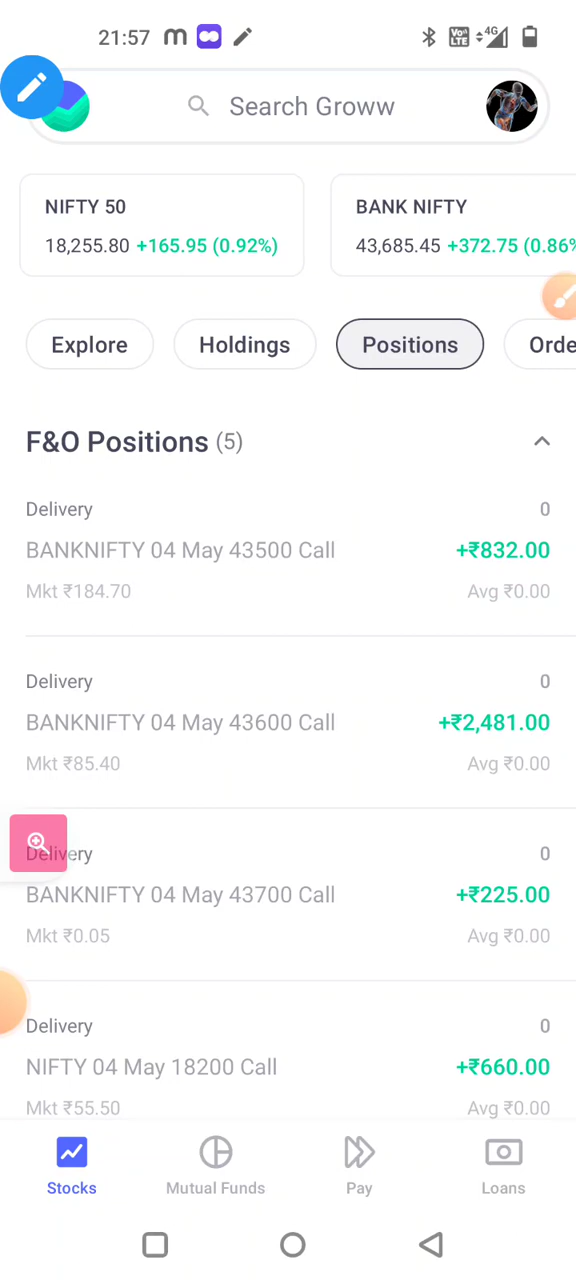 21:57 m Vo LTE 4G
Search Groww
NIFTY 50
18,255.80 +165.95 (0.92%)
BANK NIFTY
43,685.45 +372.75 (0.86%
Explore
Holdings
Positions
Orde
F&O Positions (5)
Delivery 0
BANKNIFTY 04 May 43500 Call +₹832.00
Mkt ₹184.70 Avg ₹0.00
Delivery 0
BANKNIFTY 04 May 43600 Call +₹2,481.00
Mkt ₹85.40 Avg ₹0.00
Delivery 0
BANKNIFTY 04 May 43700 Call +₹225.00
Mkt ₹0.05 Avg ₹0.00
Delivery 0
NIFTY 04 May 18200 Call +₹660.00
Mkt ₹55.50 Avg ₹0.00
Stocks
Mutual Funds
Pay
Loans